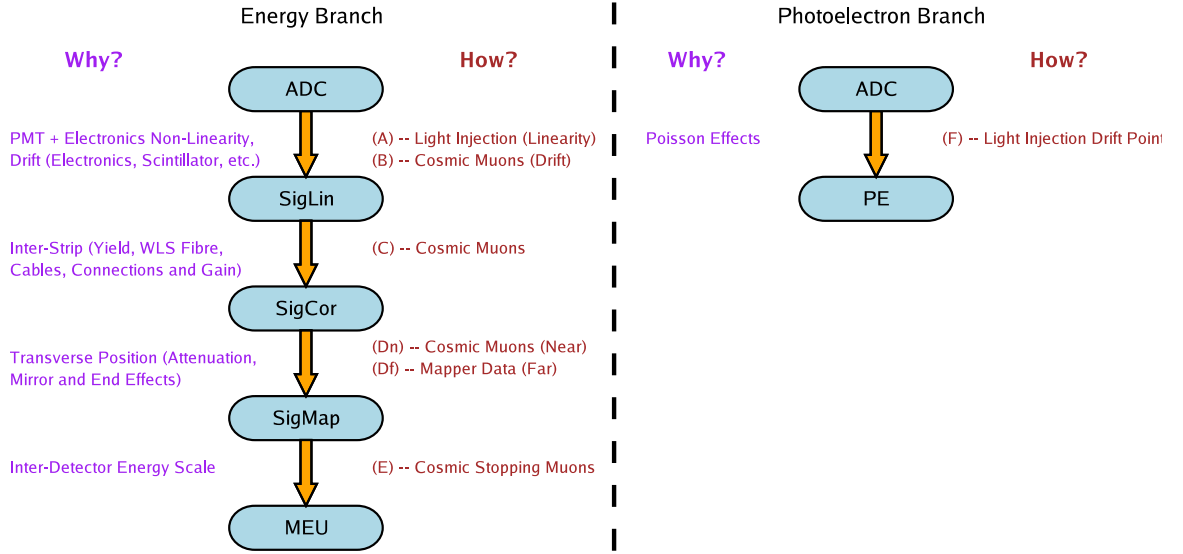 Energy Branch
Why?
How?
ADC
PMT + Electronics Non-Linearity,
Drift (Electronics, Scintillator, etc.)
(A) -- Light Injection (Linearity)
(B) -- Cosmic Muons (Drift)
SigLin
Inter-Strip (Yield, WLS Fibre,
Cables, Connections and Gain)
(C) -- Cosmic Muons
SigCor
Transverse Position (Attenuation,
Mirror and End Effects)
(Dn) -- Cosmic Muons (Near)
(Df) -- Mapper Data (Far)
SigMap
Inter-Detector Energy Scale
(E) -- Cosmic Stopping Muons
MEU
Photoelectron Branch
Why?
How?
ADC
Poisson Effects
(F) -- Light Injection Drift Point
PE